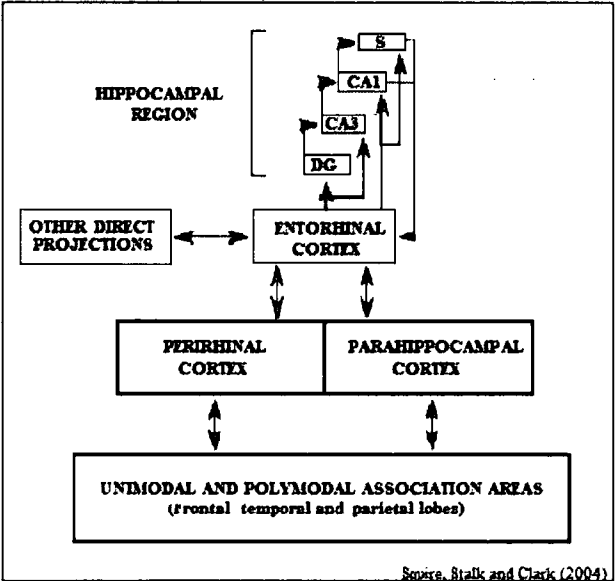 S
CA1
HIPPOCAMPAL
REGION
CA3
DG
OTHER DIRECT
PROJECTIONS
ENTORHINAL
CORTEX
PERIRHINAL
CORTEX
PARAHIPPOCAMPAL
CORTEX
UNIMODAL AND POLYMODAL ASSOCIATION AREAS
(frontal temporal and parietal lobes)
Squire, Stalk and Clark (2004)